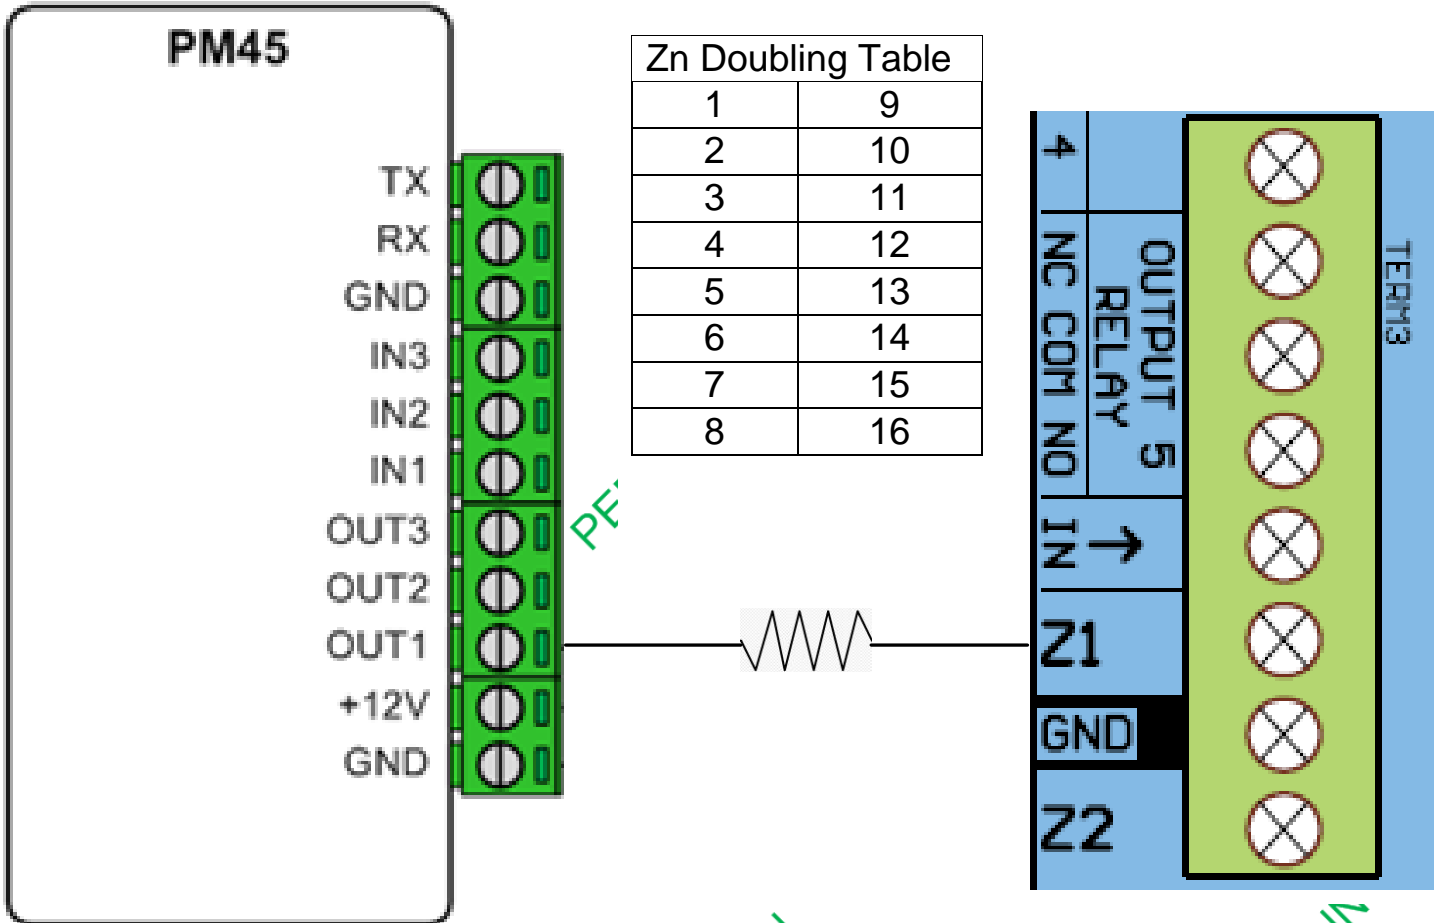 PM45
TX
RX
GND
IN3
IN2
IN1
OUT3
OUT2
OUT1
+12V
GND
Zn Doubling Table
1 9
2 10
3 11
4 12
5 13
6 14
7 15
8 16
4
OUTPUT 5
RELAY
NC COM NO
IN →
Z1
GND
Z2
TERM3